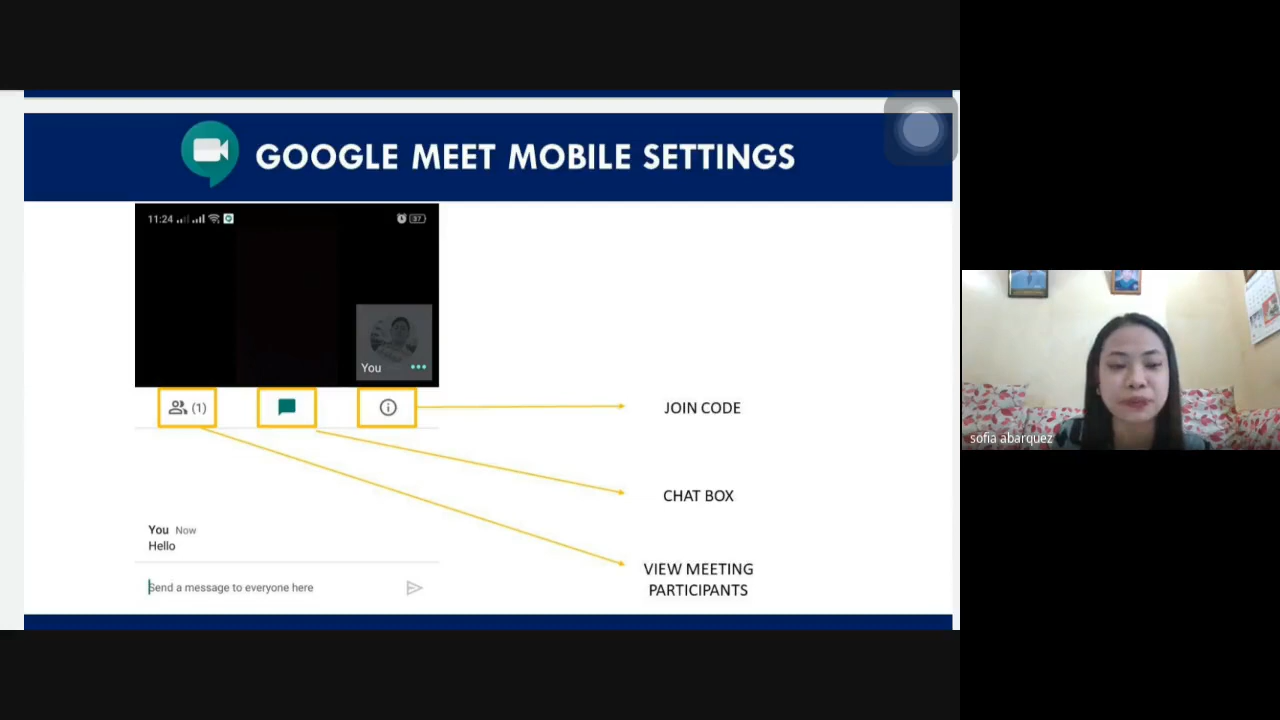 GOOGLE MEET MOBILE SETTINGS
11:24
37
You
(1)
JOIN CODE
CHAT BOX
You Now
Hello
VIEW MEETING
PARTICIPANTS
Send a message to everyone here
sofia abarquez